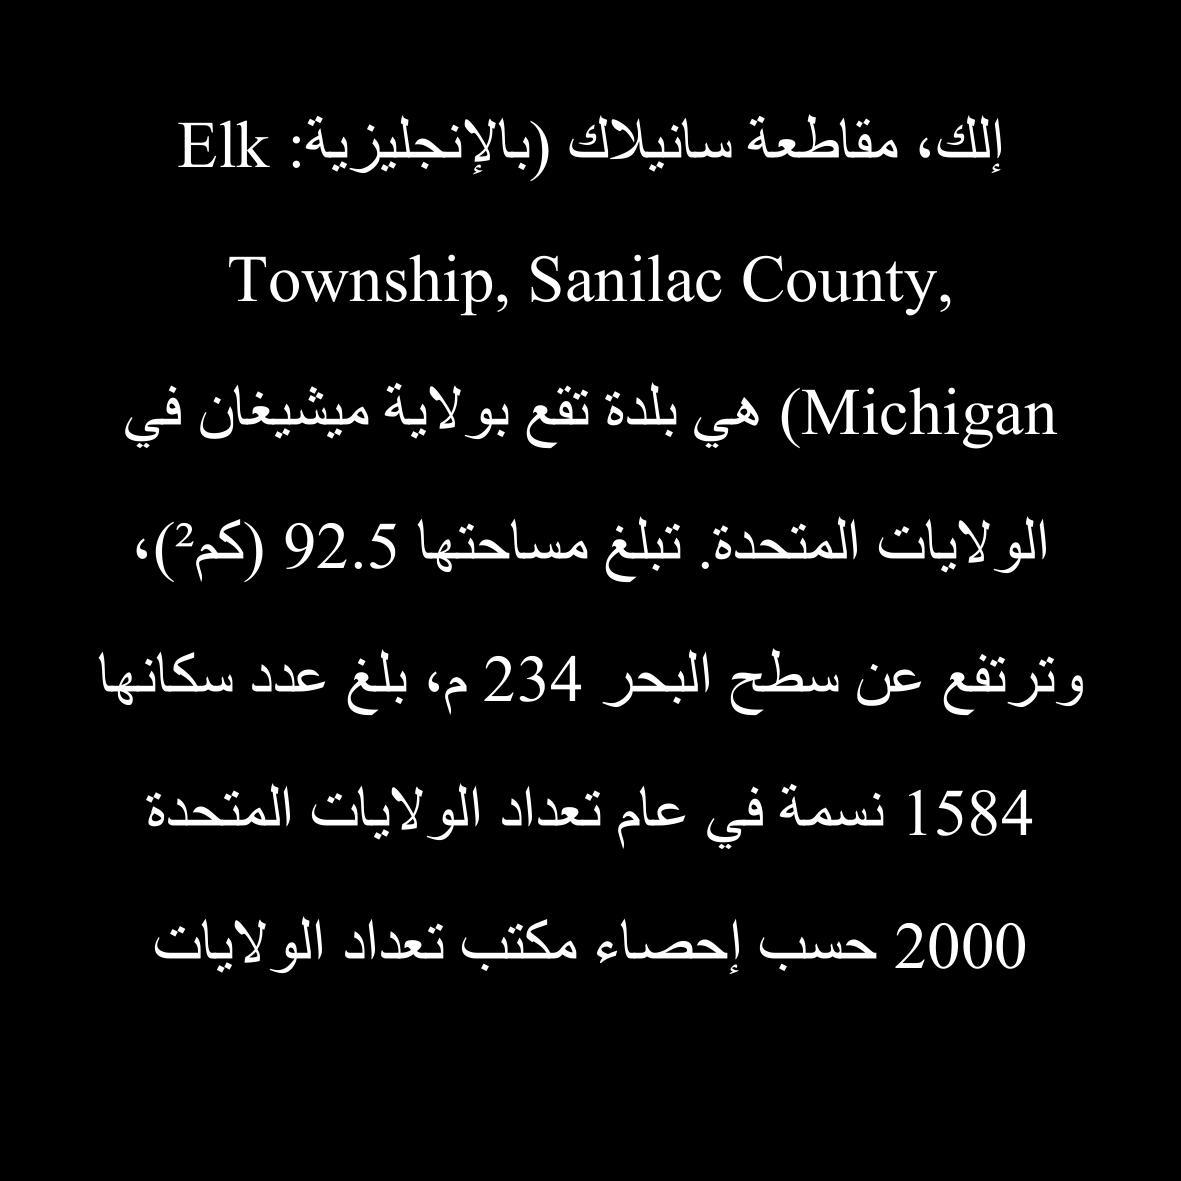 إلك، مقاطعة سانيلاك (بالإنجليزية: Elk
Township, Sanilac County,
Michigan) هي بلدة تقع بولاية ميشيغان في
الولايات المتحدة. تبلغ مساحتها 92.5 (كم²)،
وترتفع عن سطح البحر 234 م، بلغ عدد سكانها
1584 نسمة في عام تعداد الولايات المتحدة
2000 حسب إحصاء مكتب تعداد الولايات